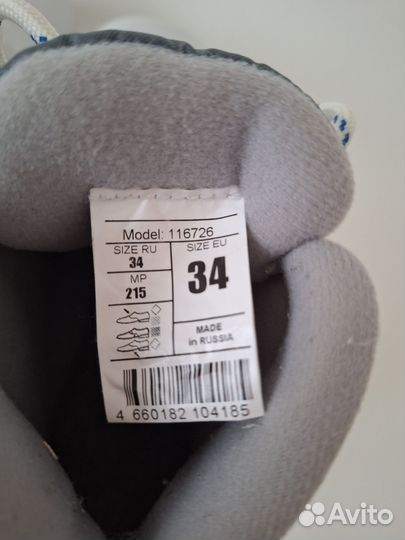 Model: 116726
SIZE RU
34
MP
215
SIZE EU
34
MADE
in RUSSIA
4 660182 104185
Avito